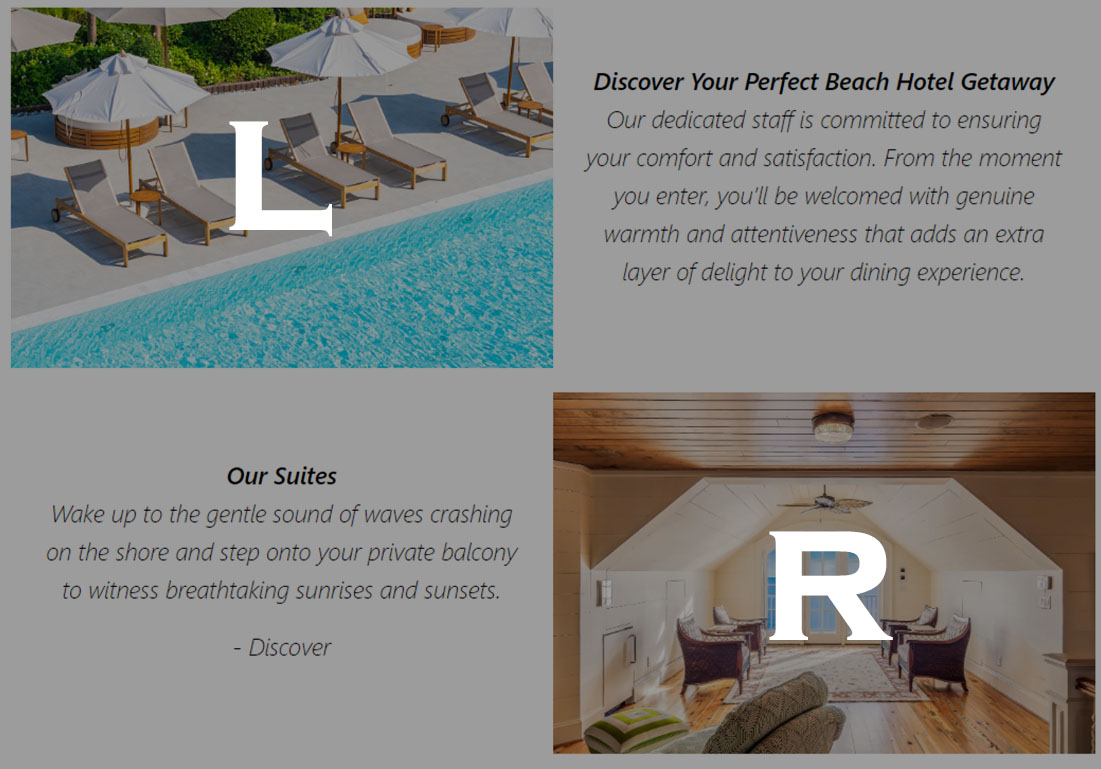 L
Discover Your Perfect Beach Hotel Getaway
Our dedicated staff is committed to ensuring
your comfort and satisfaction. From the moment
you enter, you'll be welcomed with genuine
warmth and attentiveness that adds an extra
layer of delight to your dining experience.
Our Suites
Wake up to the gentle sound of waves crashing
on the shore and step onto your private balcony
to witness breathtaking sunrises and sunsets.
- Discover
R